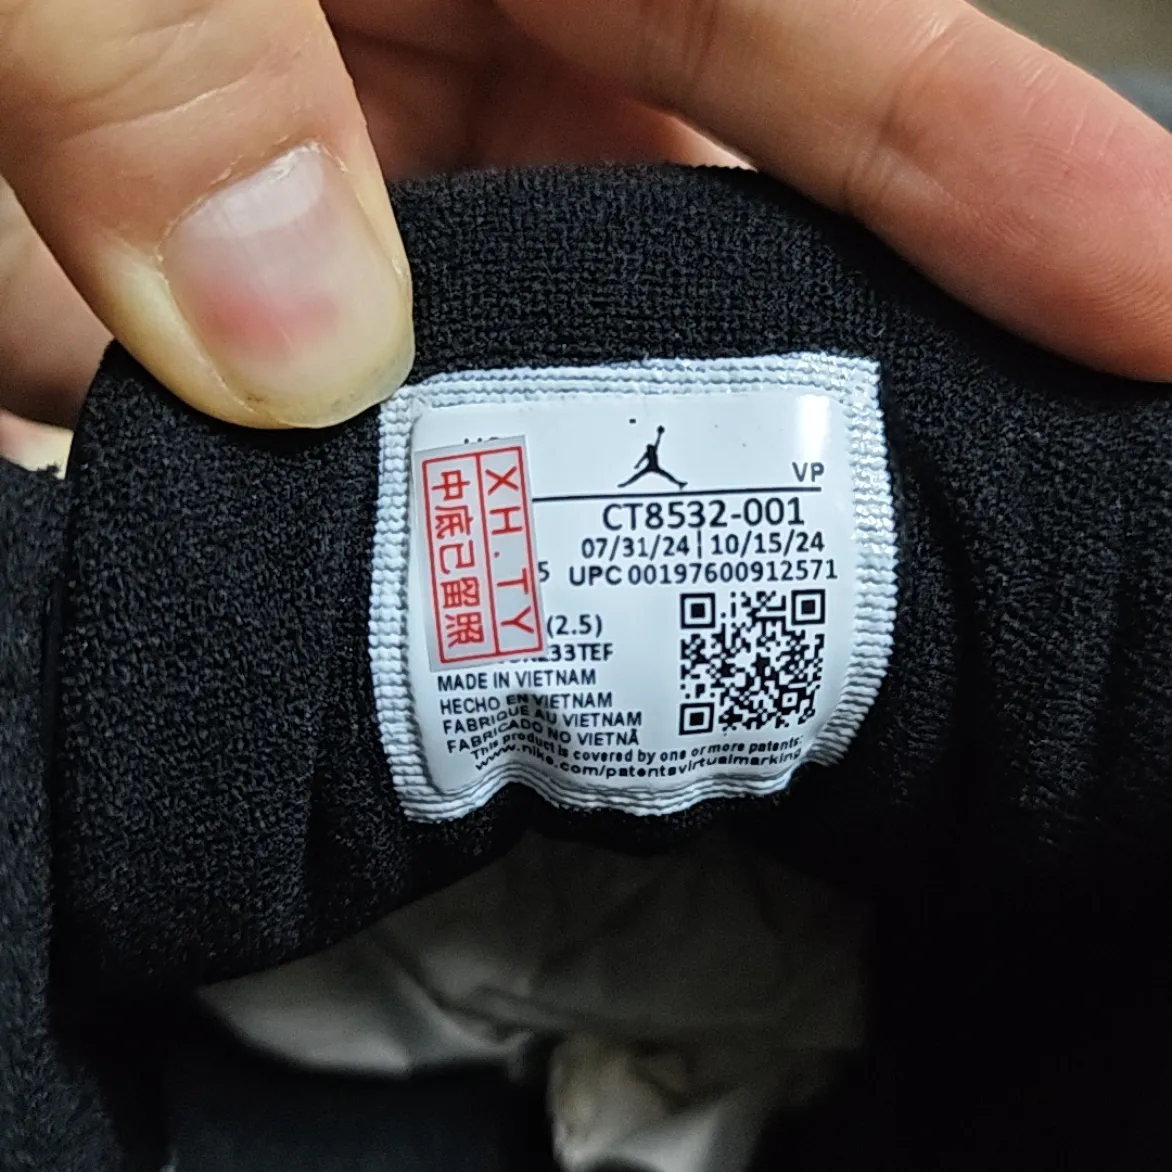 VP
CT8532-001
07/31/24 | 10/15/24
5 UPC 00197600912571
(2.5)
33TEF
MADE IN VIETNAM
HECHO EN VIETNAM
FABRIQUE AU VIETNAM
FABRICADO NO VIETNÃ
This product is covered by one or more patents:
www.nike.com/patentsvirtualmarking
XH.TY
中底已留照